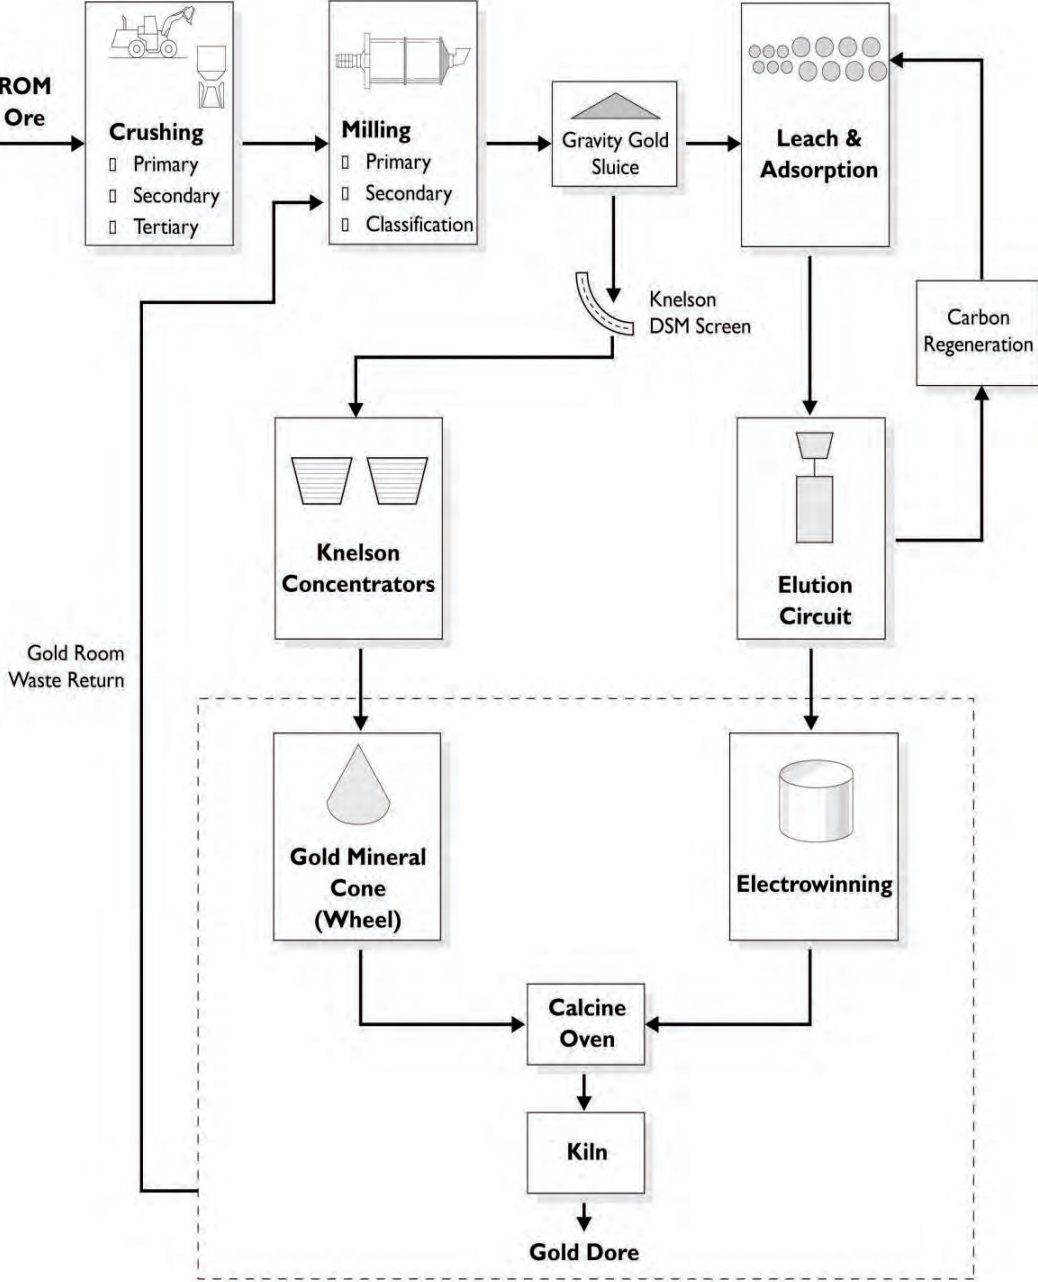 ROM
Ore
Crushing
Primary
Secondary
Tertiary
Milling
Primary
Secondary
Classification
Gravity Gold
Sluice
Leach &
Adsorption
Knelson
DSM Screen
Carbon
Regeneration
Knelson
Concentrators
Elution
Circuit
Gold Room
Waste Return
Gold Mineral
Cone
(Wheel)
Electrowinning
Calcine
Oven
Kiln
Gold Dore